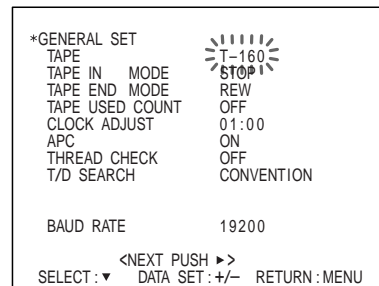 *GENERAL SET
TAPE T–160
TAPE IN MODE STOP
TAPE END MODE REW
TAPE USED COUNT OFF
CLOCK ADJUST 01:00
APC ON
THREAD CHECK OFF
T/D SEARCH CONVENTION
BAUD RATE 19200
<NEXT PUSH ►>
SELECT:▼ DATA SET:+/– RETURN:MENU